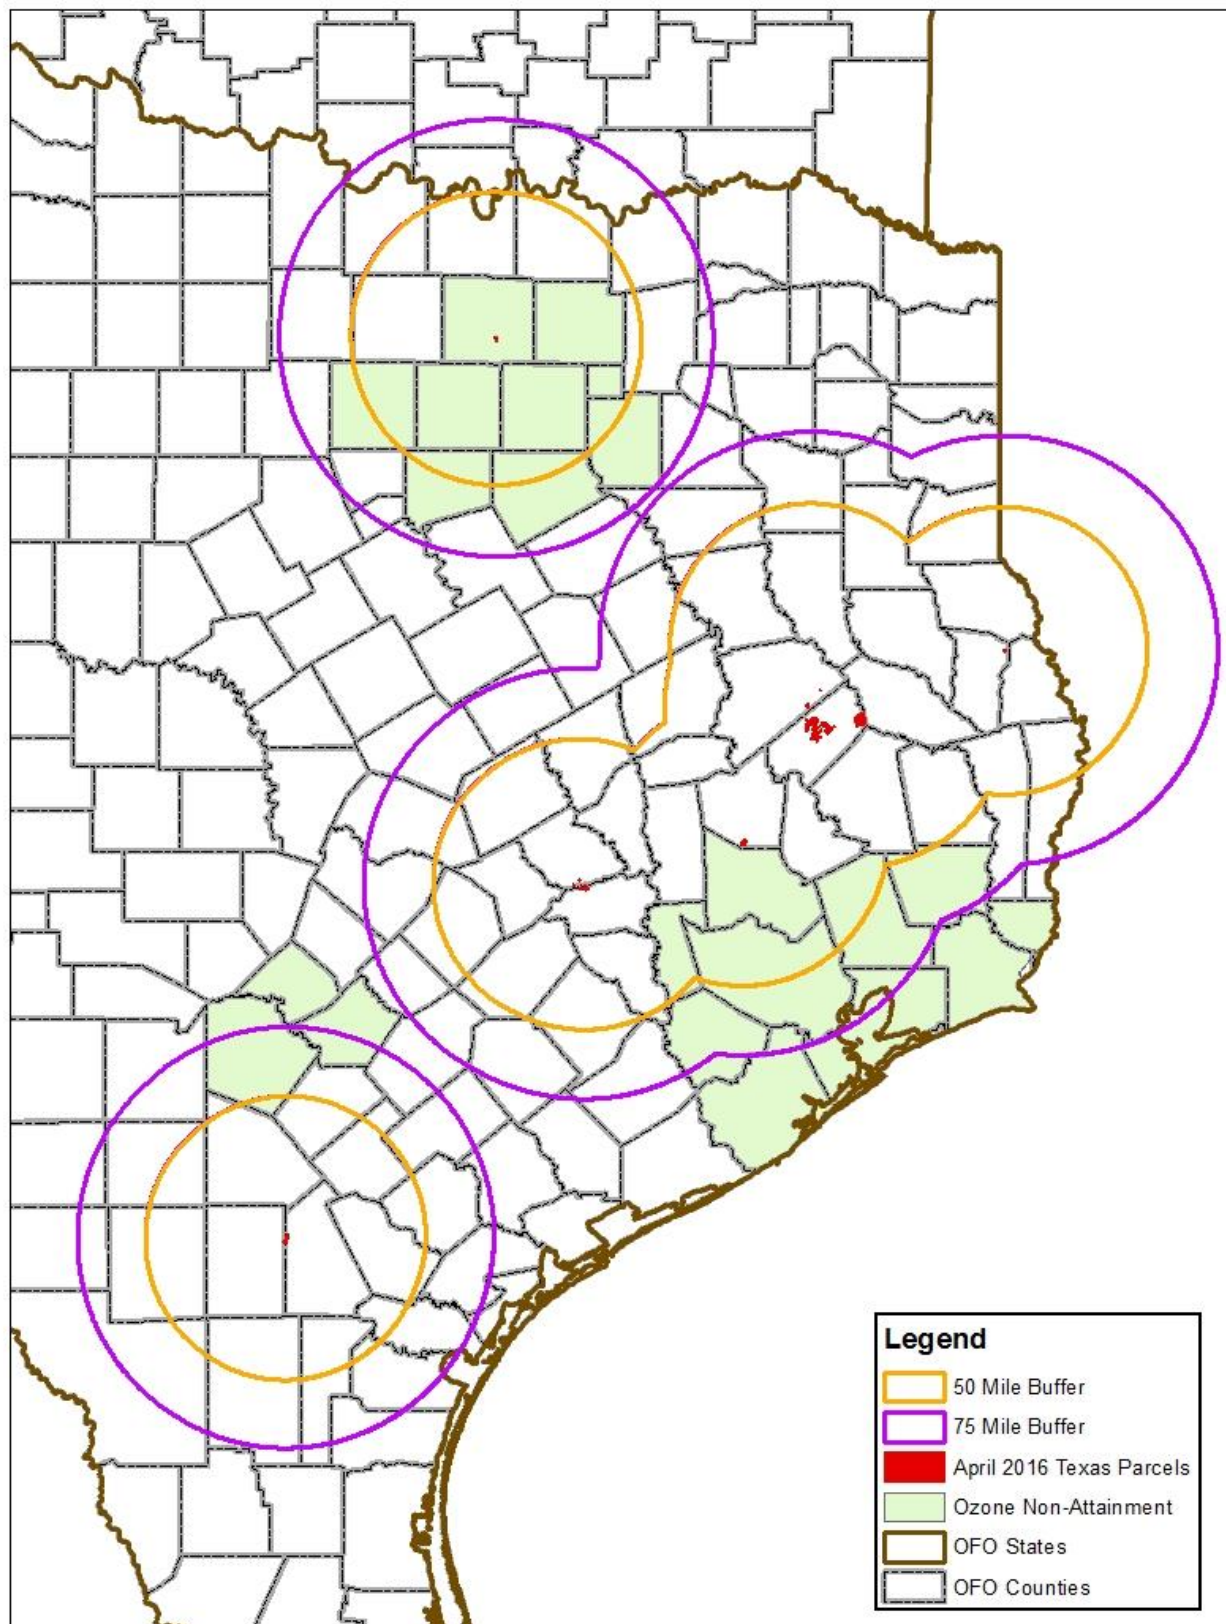 Legend
50 Mile Buffer
75 Mile Buffer
April 2016 Texas Parcels
Ozone Non-Attainment
OFO States
OFO Counties